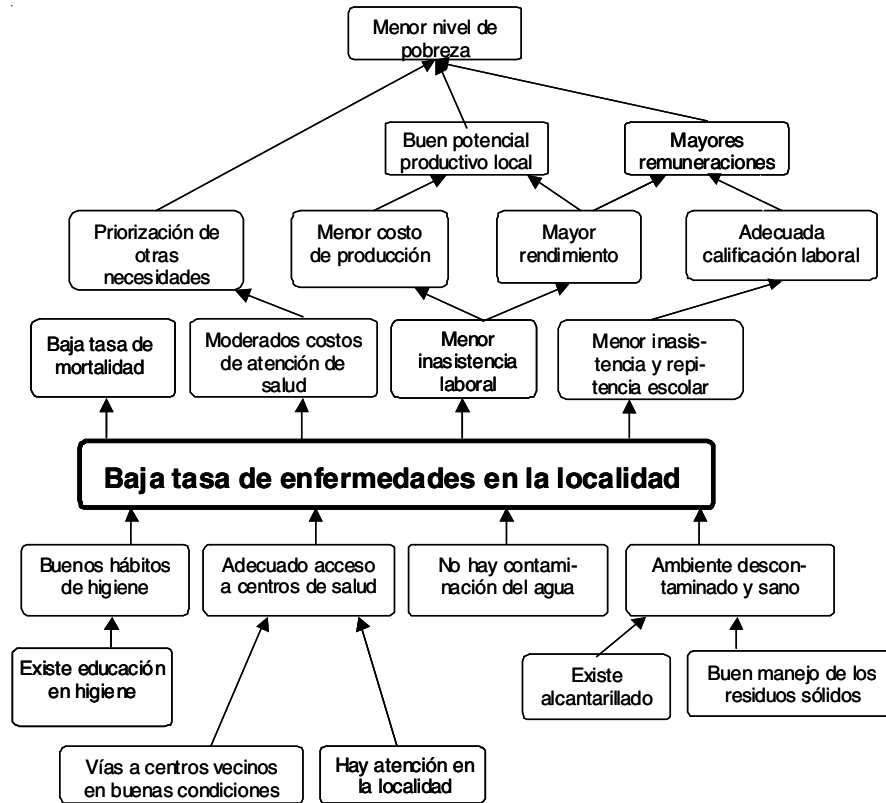 Menor nivel de
pobreza
Buen potencial
productivo local
Mayores
remuneraciones
Priorización de
otras
necesidades
Menor costo
de producción
Mayor
rendimiento
Adecuada
calificación laboral
Baja tasa de
mortalidad
Moderados costos
de atención de
salud
Menor
inasistencia
laboral
Menor inasis-
tencia y repi-
tencia escolar
Baja tasa de enfermedades en la localidad
Buenos hábitos
de higiene
Adecuado acceso
a centros de salud
No hay contami-
nación del agua
Ambiente descon-
taminado y sano
Existe educación
en higiene
Existe
alcantarillado
Buen manejo de los
residuos sólidos
Vías a centros vecinos
en buenas condiciones
Hay atención en
la localidad